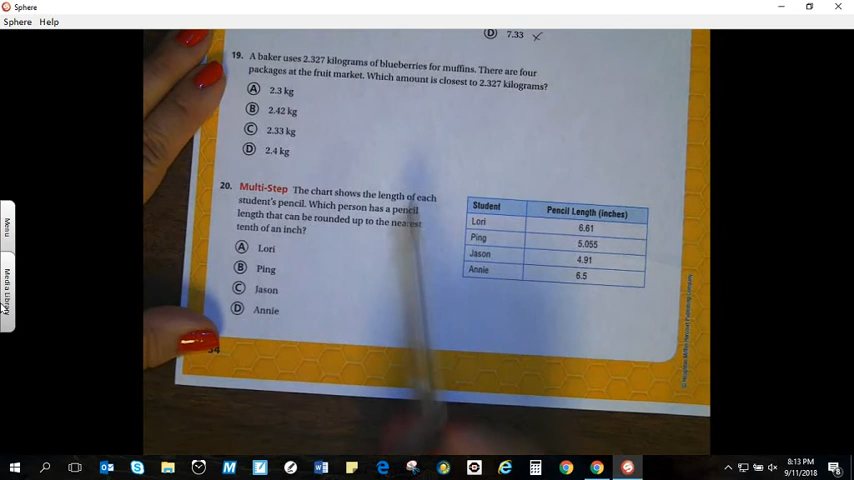 Sphere
Sphere Help
D 7.33 x
19. A baker uses 2.327 kilograms of blueberries for muffins. There are four
packages at the fruit market. Which amount is closest to 2.327 kilograms?
A 2.3 kg
B 2.42 kg
C 2.33 kg
D 2.4 kg
20. Multi-Step The chart shows the length of each
student's pencil. Which person has a pencil
length that can be rounded up to the nearest
tenth of an inch?
A Lori
B Ping
C Jason
D Annie
Student Pencil Length (inches)
Lori 6.61
Ping 5.055
Jason 4.91
Annie 6.5
34
© Houghton Mifflin Harcourt Publishing Company
Menu
Media Library
8:13 PM
9/11/2018